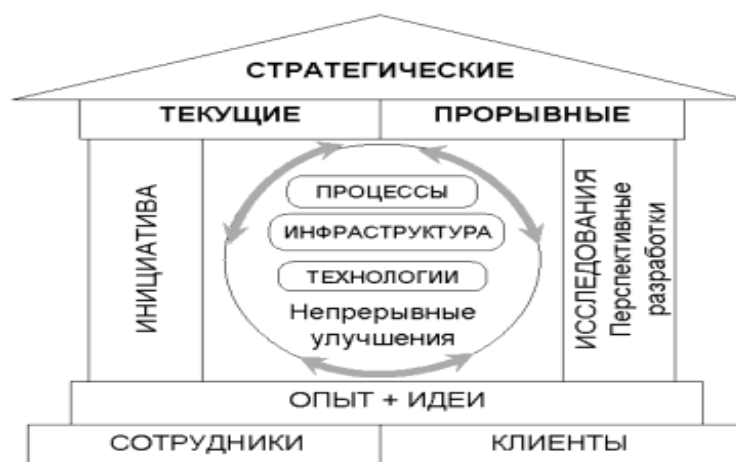 СТРАТЕГИЧЕСКИЕ
ТЕКУЩИЕ
ПРОРЫВНЫЕ
ИНИЦИАТИВА
ПРОЦЕССЫ
ИНФРАСТРУКТУРА
ТЕХНОЛОГИИ
Непрерывные
улучшения
ИССЛЕДОВАНИЯ
Перспективные
разработки
ОПЫТ + ИДЕИ
СОТРУДНИКИ
КЛИЕНТЫ